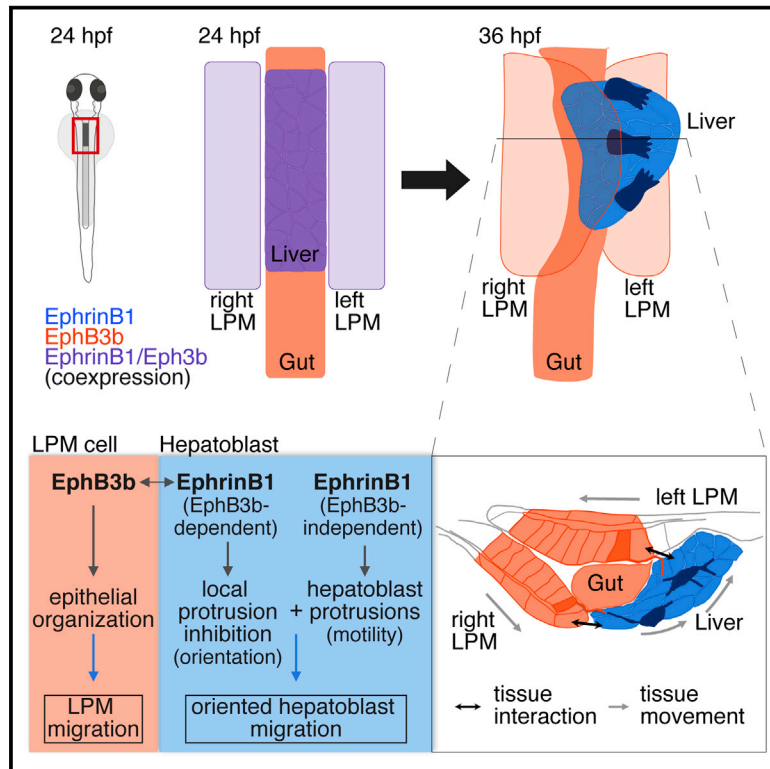 24 hpf
24 hpf
36 hpf
Liver
Liver
right
LPM
left
LPM
Gut
right
LPM
left
LPM
Gut
EphrinB1
EphB3b
EphrinB1/Eph3b
(coexpression)
LPM cell
Hepatoblast
EphB3b
EphrinB1
(EphB3b-
dependent)
EphrinB1
(EphB3b-
independent)
epithelial
organization
local
protrusion
inhibition
(orientation)
+
hepatoblast
protrusions
(motility)
LPM
migration
oriented hepatoblast
migration
left LPM
Gut
right
LPM
Liver
tissue
interaction
tissue
movement